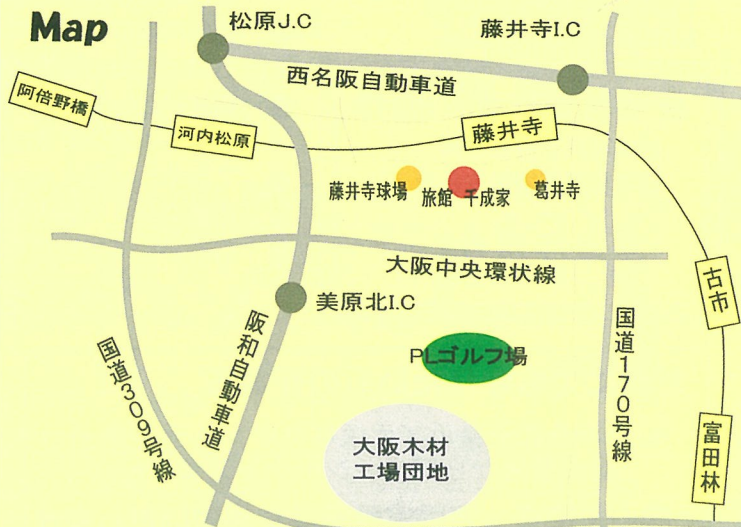 Map
松原J.C
藤井寺I.C
西名阪自動車道
阿倍野橋
河内松原
藤井寺
藤井寺球場
旅館 千成家
葛井寺
大阪中央環状線
古市
美原北I.C
阪和自動車道
国道309号線
PLゴルフ場
国道170号線
大阪木材
工場団地
富田林